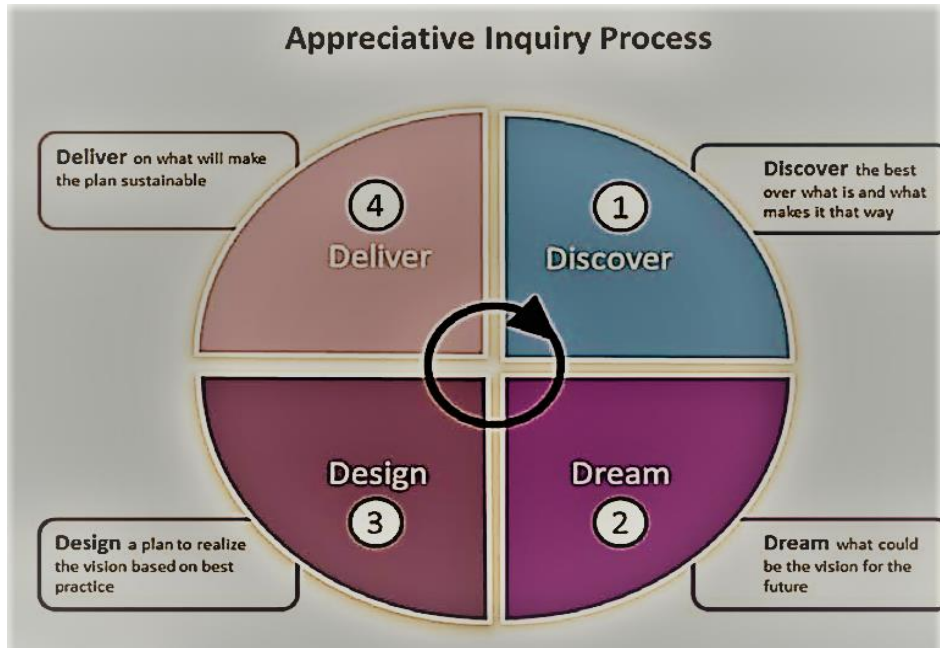 Appreciative Inquiry Process
Deliver on what will make
the plan sustainable
4
Deliver
1
Discover
Discover the best
over what is and what
makes it that way
Design
3
Dream
2
Design a plan to realize
the vision based on best
practice
Dream what could
be the vision for the
future